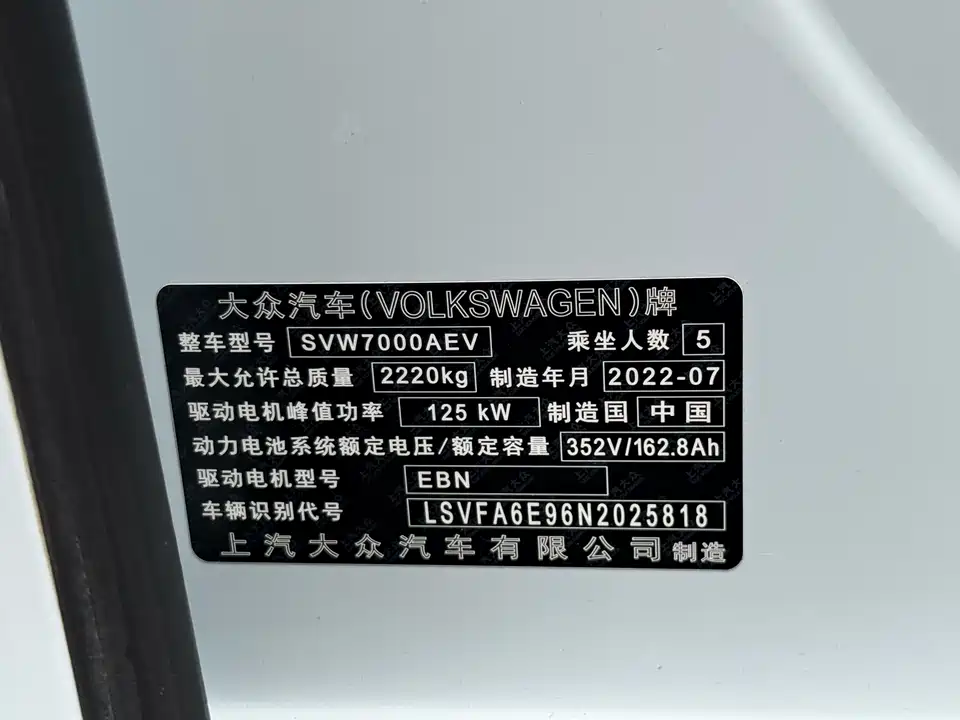 大众汽车(VOLKSWAGEN)牌
整车型号 SVW7000AEV 乘坐人数 5
最大允许总质量 2220kg 制造年月 2022-07
驱动电机峰值功率 125 kW 制造国 中国
动力电池系统额定电压/额定容量 352V/162.8Ah
驱动电机型号 EBN
车辆识别代号 LSVFA6E96N2025818
上汽大众汽车有限公司 制造